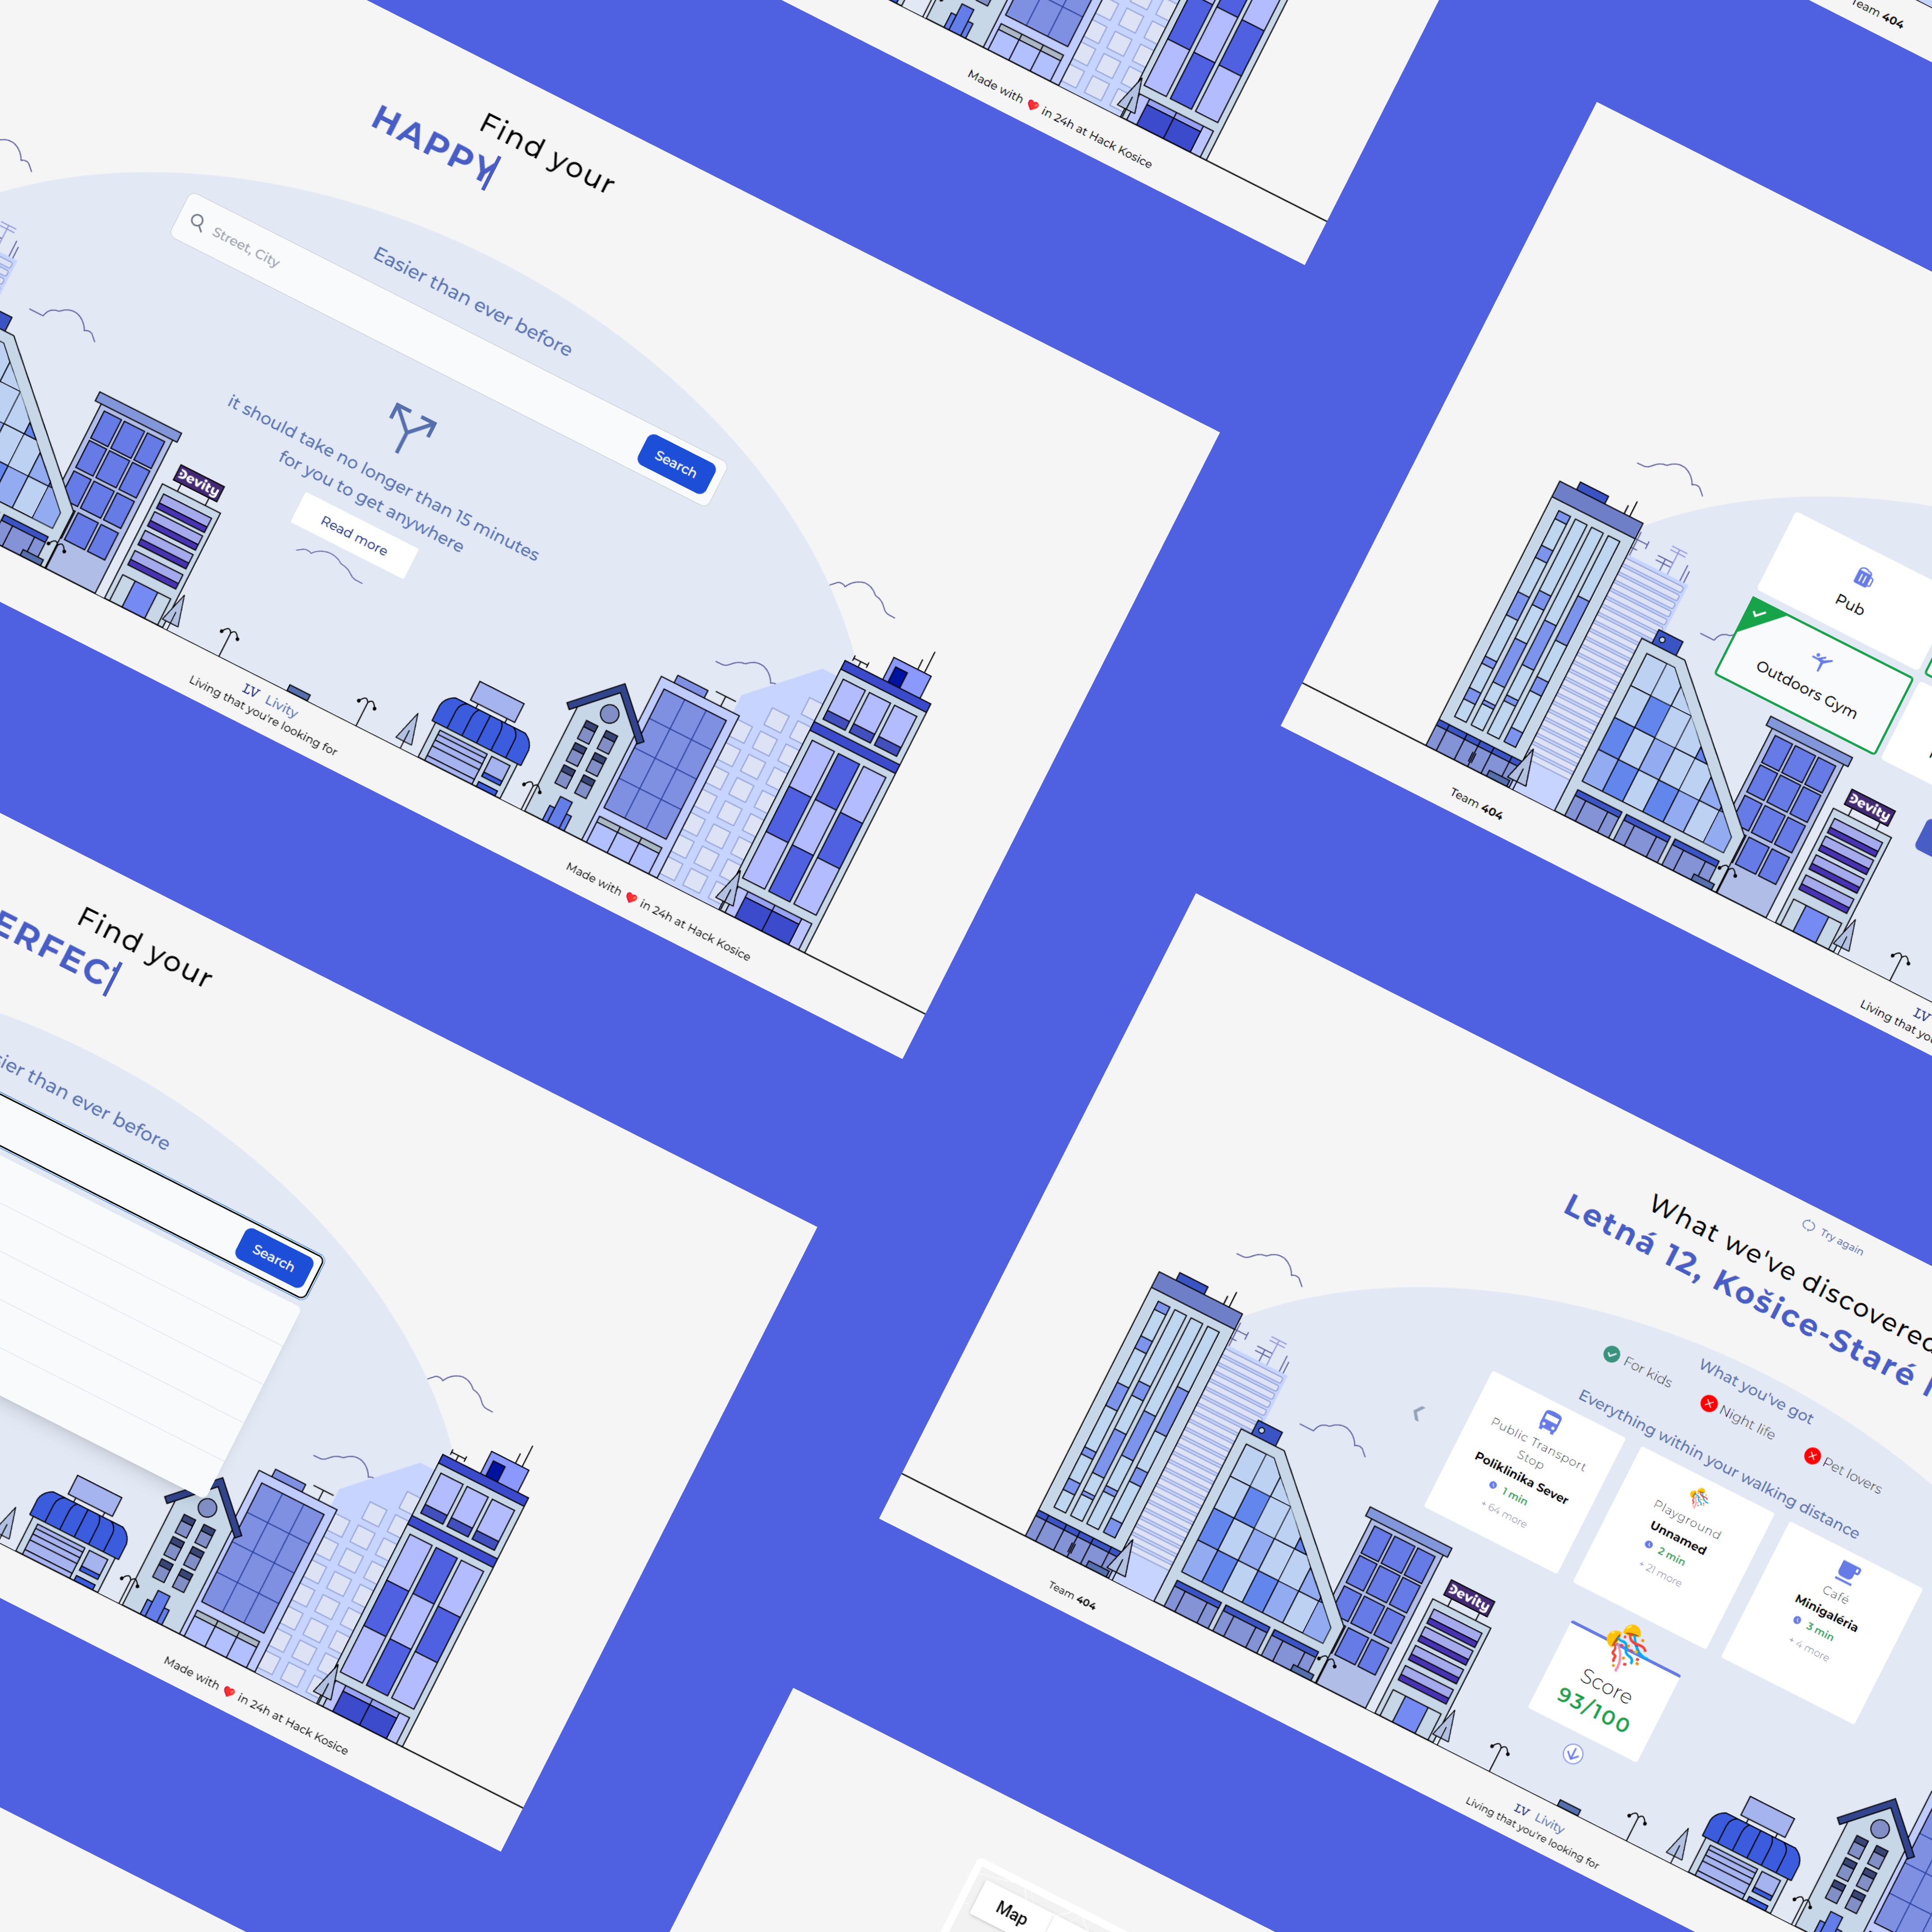 Made with ❤️ in 24h at Hack Kosice
Team 404
Find your
HAPPY
Street, City
Easier than ever before
Search
it should take no longer than 15 minutes
for you to get anywhere
Read more
Devity
LV Livity
Living that you're looking for
Made with ❤️ in 24h at Hack Kosice
Pub
Outdoors Gym
Devity
Team 404
LV
Living that
Find your
than ever before
Search
Made with ❤️ in 24h at Hack Kosice
Try again
What we've discovered
Letná 12, Košice-Staré
What you've got
For kids
Night life
Pet lovers
Everything within your walking distance
Public Transport
Stop
Poliklinika Sever
1 min
+ 64 more
Playground
Unnamed
2 min
+ 21 more
Café
Minigaléria
3 min
+ 4 more
Score
93/100
Devity
Team 404
LV Livity
Living that you're looking for
Map